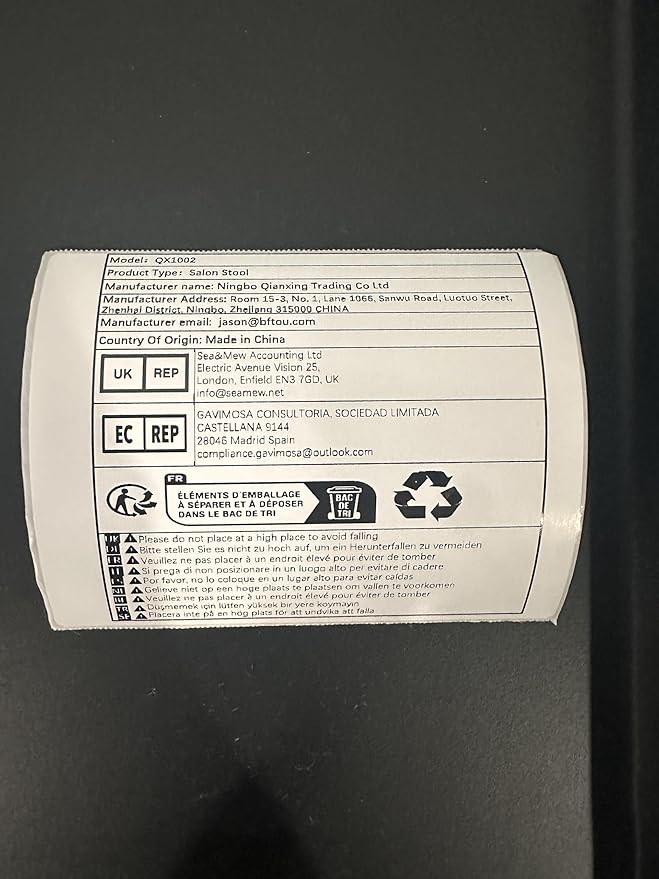 Model: QX1002
Product Type: Salon Stool
Manufacturer name: Ningbo Qianxing Trading Co Ltd
Manufacturer Address: Room 15-3, No. 1, Lane 1066, Sanwu Road, Luotuo Street,
Zhenhai District, Ningbo, Zhejiang 315000 CHINA
Manufacturer email: jason@bftou.com
Country Of Origin: Made in China
UK REP
Sea&Mew Accounting Ltd
Electric Avenue Vision 25,
London, Enfield EN3 7GD, UK
info@seamew.net
EC REP
GAVIMOSA CONSULTORIA, SOCIEDAD LIMITADA
CASTELLANA 9144
28046 Madrid Spain
compliance.gavimosa@outlook.com
FR
ÉLÉMENTS D'EMBALLAGE
À SÉPARER ET À DÉPOSER
DANS LE BAC DE TRI
BAC
DE
TRI
UK Please do not place at a high place to avoid falling
Bitte stellen Sie es nicht zu hoch auf, um ein Herunterfallen zu vermeiden
FR Veuillez ne pas placer à un endroit élevé pour éviter de tomber
IT Si prega di non posizionare in un luogo alto per evitare di cadere
ES Por favor, no lo coloque en un lugar alto para evitar caídas
NL Gelieve niet op een hoge plaats te plaatsen om vallen te voorkomen
Veuillez ne pas placer à un endroit élevé pour éviter de tomber
TR Düşmemek için lütfen yüksek bir yere koymayın
SE Placera inte på en hög plats för att undvika att falla